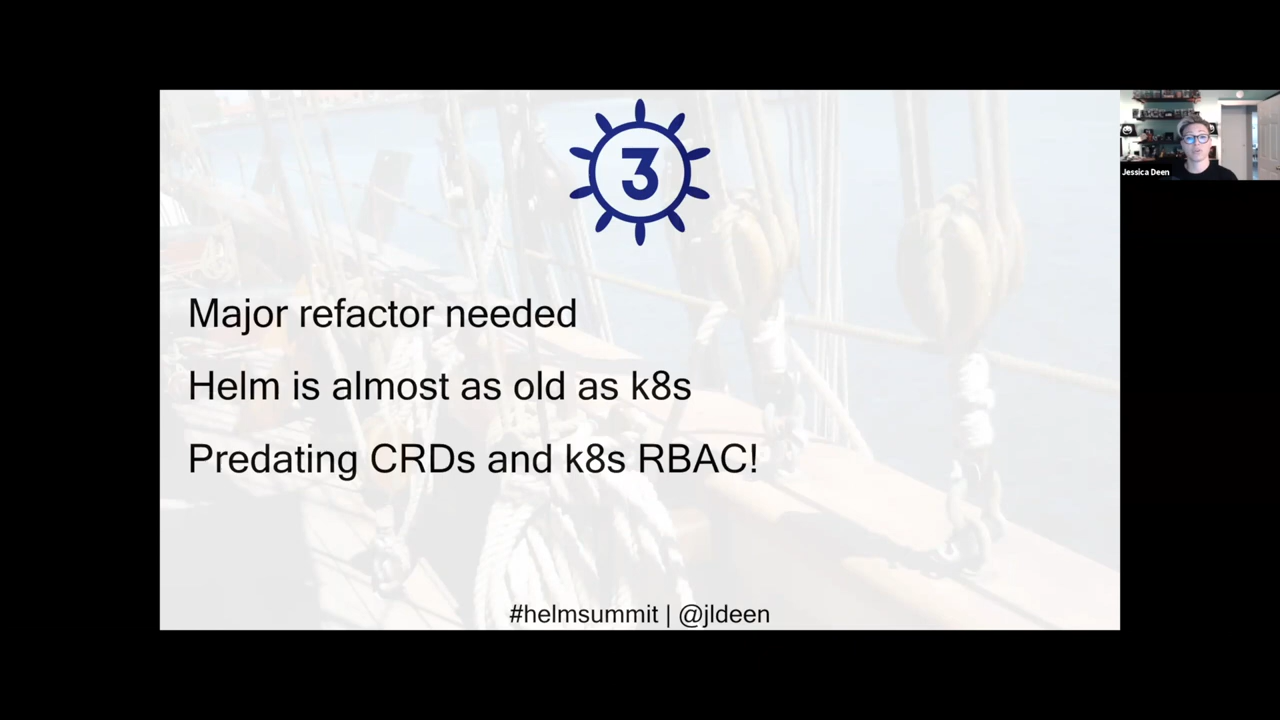 3
Jessica Deen
Major refactor needed
Helm is almost as old as k8s
Predating CRDs and k8s RBAC!
#helmsummit | @jldeen